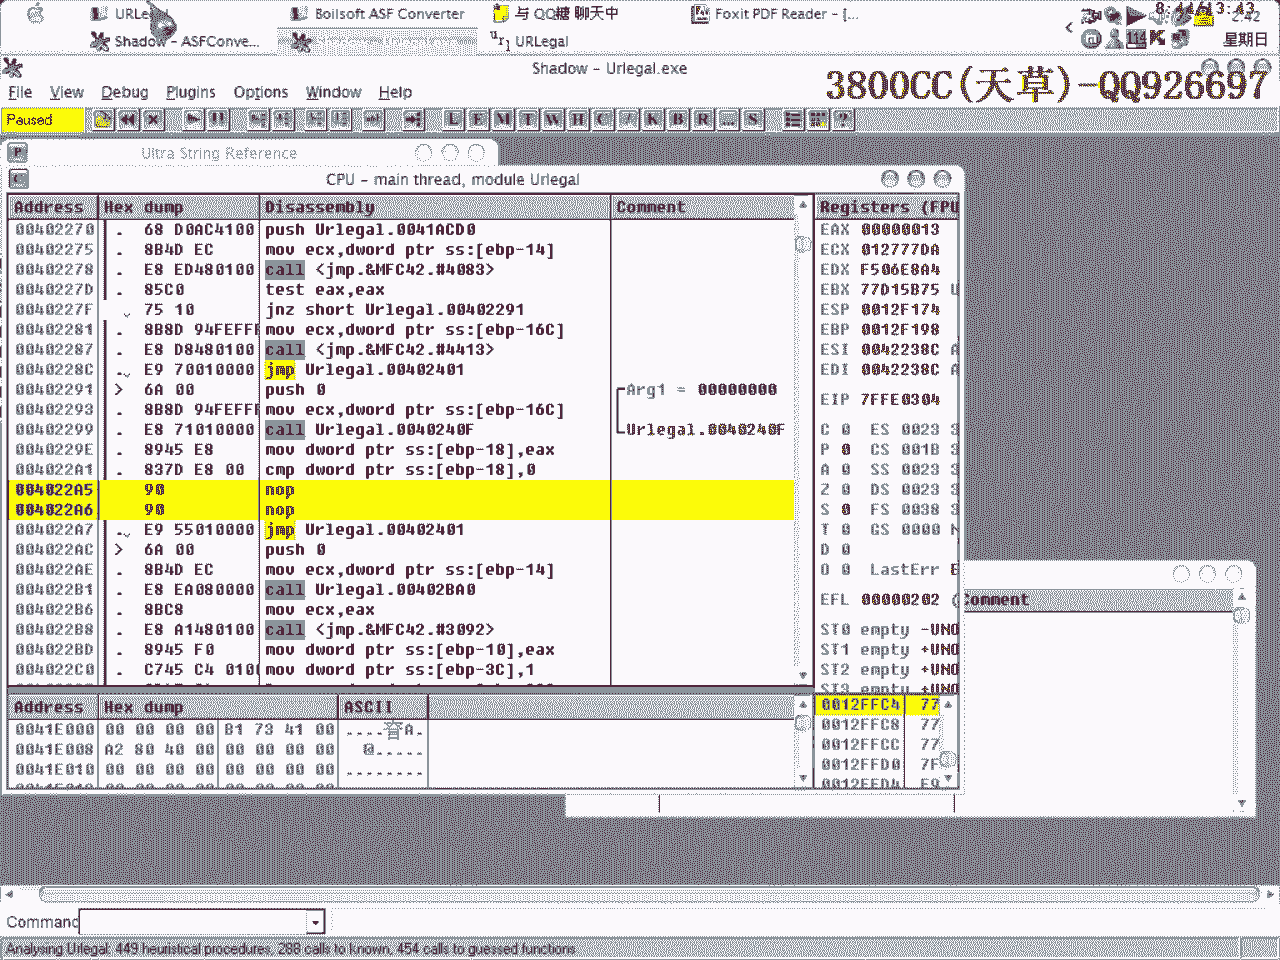 Boilsoft ASF Converter
与 QQ糖 聊天中
Foxit PDF Reader - [...
Shadow - ASFConve...
URLegal
114
星期日
Shadow - Urlegal.exe
3800CC(天草)-QQ926697
File View Debug Plugins Options Window Help
Paused
L E M T W H C / K B R ... S
Ultra String Reference
CPU - main thread, module Urlegal
Address Hex dump Disassembly Comment Registers (FPU
00402270 . 68 D0AC4100 push Urlegal.0041ACD0
00402275 . 8B4D EC mov ecx,dword ptr ss:[ebp-14]
00402278 . E8 ED480100 call <jmp.&MFC42.#4083>
0040227D . 85C0 test eax,eax
0040227F 75 10 jnz short Urlegal.00402291
00402281 . 8B8D 94FEFFF mov ecx,dword ptr ss:[ebp-16C]
00402287 . E8 D8480100 call <jmp.&MFC42.#4413>
0040228C . E9 70010000 jmp Urlegal.00402401
00402291 > 6A 00 push 0 Arg1 = 00000000
00402293 . 8B8D 94FEFFF mov ecx,dword ptr ss:[ebp-16C]
00402299 . E8 71010000 call Urlegal.0040240F Urlegal.0040240F
0040229E . 8945 E8 mov dword ptr ss:[ebp-18],eax
004022A1 . 837D E8 00 cmp dword ptr ss:[ebp-18],0
004022A5 90 nop
004022A6 90 nop
004022A7 . E9 55010000 jmp Urlegal.00402401
004022AC > 6A 00 push 0
004022AE . 8B4D EC mov ecx,dword ptr ss:[ebp-14]
004022B1 . E8 EA080000 call Urlegal.00402BA0
004022B6 . 8BC8 mov ecx,eax
004022B8 . E8 A1480100 call <jmp.&MFC42.#3092>
004022BD . 8945 F0 mov dword ptr ss:[ebp-10],eax
004022C0 . C745 C4 0100 mov dword ptr ss:[ebp-3C],1
EAX 00000013
ECX 012777DA
EDX F506E8A4
EBX 77D15B75 U
ESP 0012F174
EBP 0012F198
ESI 0042238C A
EDI 0042238C A
EIP 7FFE0304
C 0 ES 0023 3
P 0 CS 001B 3
A 0 SS 0023 3
Z 0 DS 0023 3
S 0 FS 0038 3
T 0 GS 0000 N
D 0
O 0 LastErr E
EFL 00000202 (
ST0 empty -UNO
ST1 empty +UNO
ST2 empty +UNO
ST3 empty +UNO
Comment
Address Hex dump ASCII
0041E000 00 00 00 00 B1 73 41 00 ....音A.
0041E008 A2 80 40 00 00 00 00 00 @.....
0041E010 00 00 00 00 00 00 00 00 ........
0012FFC4 77
0012FFC8 77
0012FFCC 77
0012FFD0 7F
0012FFD4 F9
Command
Analysing Urlegal: 449 heuristical procedures, 288 calls to known, 454 calls to guessed functions